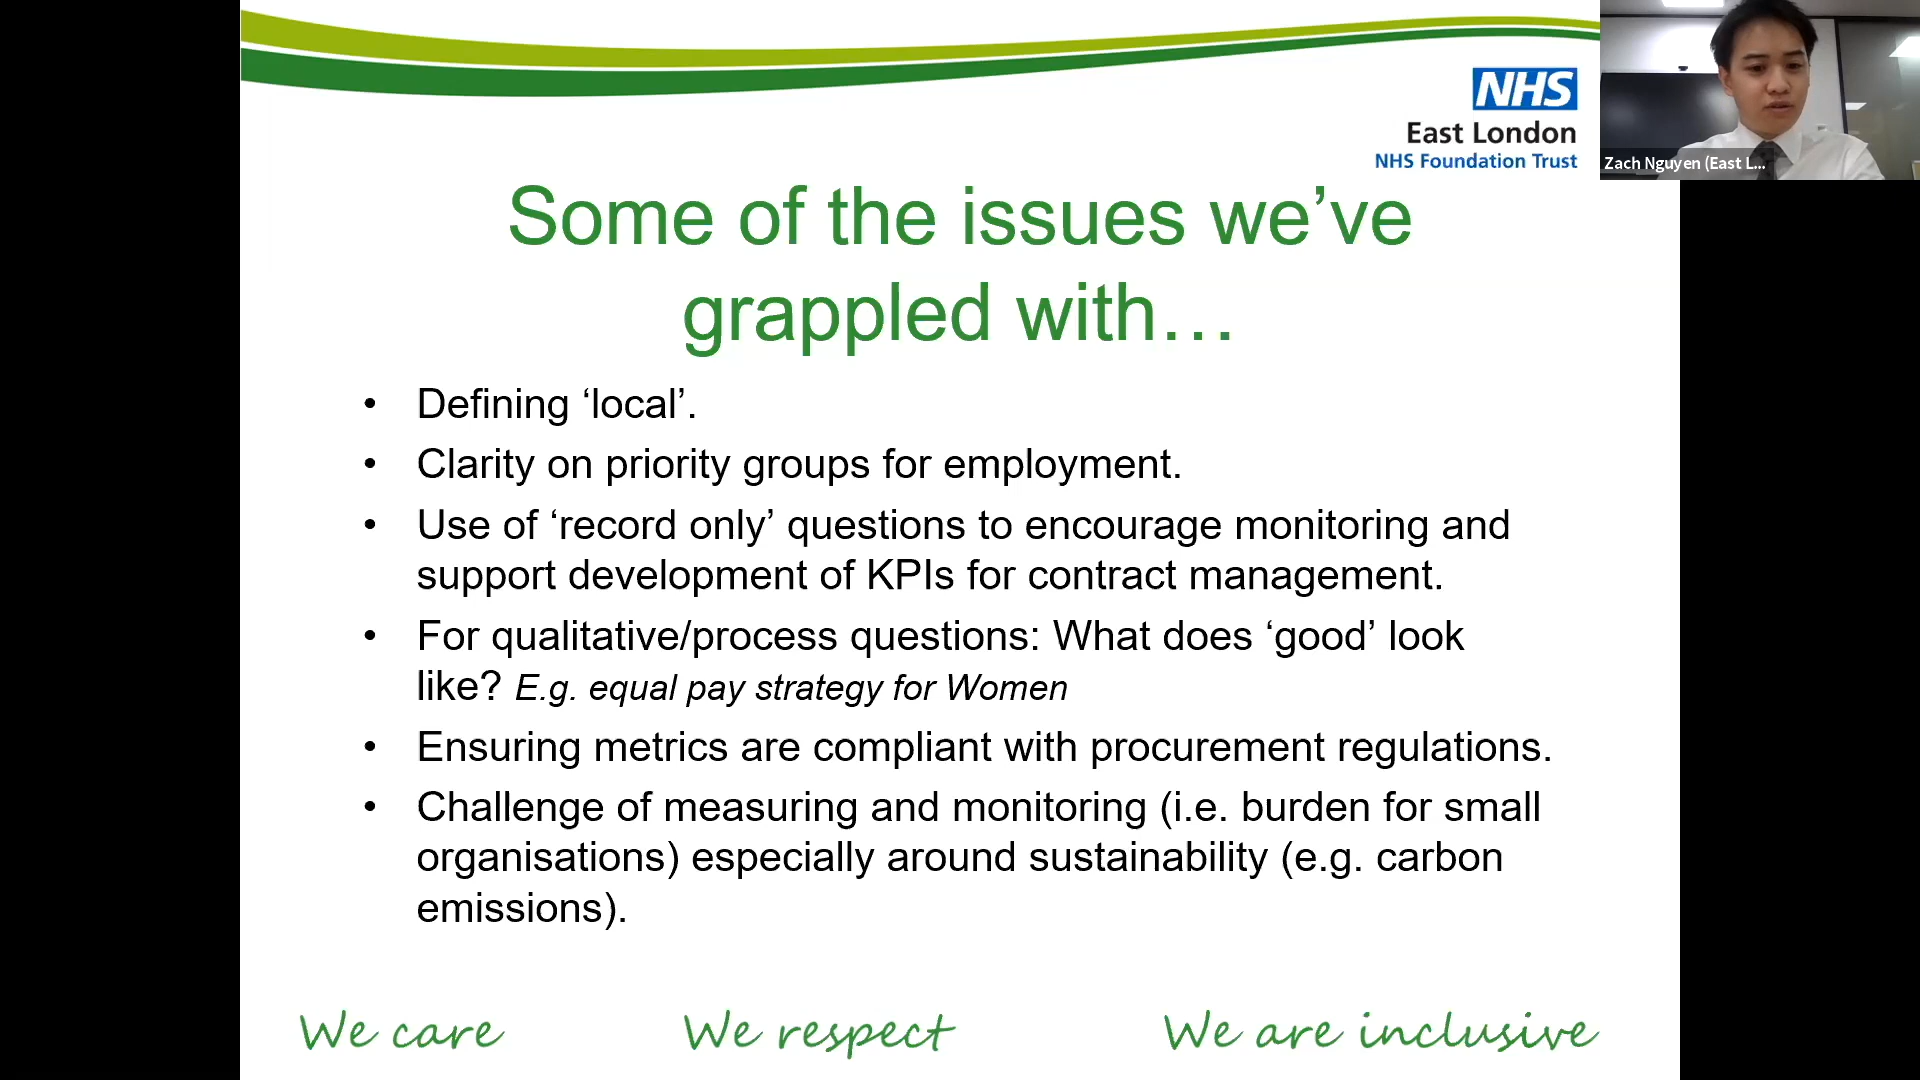 NHS
East London
NHS Foundation Trust
Zach Nguyen (East L...
Some of the issues we’ve
grappled with…
• Defining ‘local’.
• Clarity on priority groups for employment.
• Use of ‘record only’ questions to encourage monitoring and
support development of KPIs for contract management.
• For qualitative/process questions: What does ‘good’ look
like? E.g. equal pay strategy for Women
• Ensuring metrics are compliant with procurement regulations.
• Challenge of measuring and monitoring (i.e. burden for small
organisations) especially around sustainability (e.g. carbon
emissions).
We care We respect We are inclusive